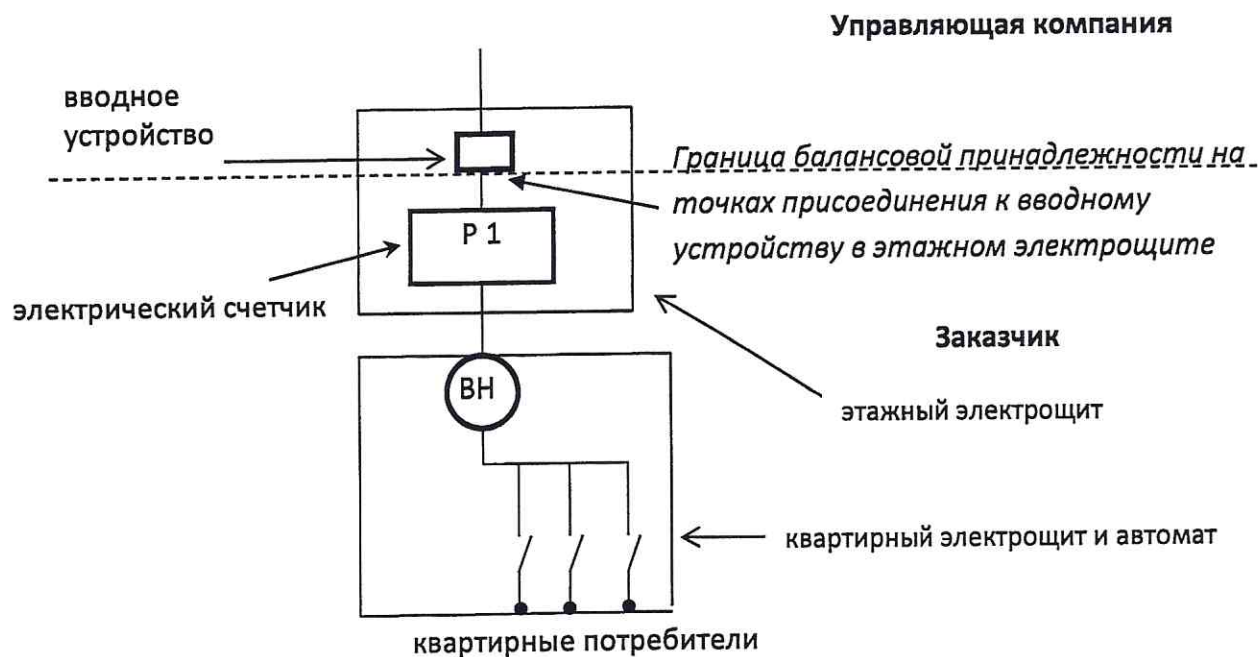 Управляющая компания
вводное
устройство
Граница балансовой принадлежности на
точках присоединения к вводному
устройству в этажном электрощите
Р 1
электрический счетчик
Заказчик
ВН
этажный электрощит
квартирный электрощит и автомат
квартирные потребители